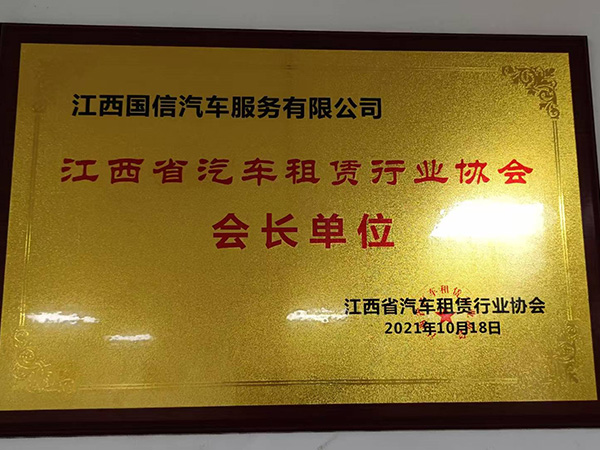 江西国信汽车服务有限公司
江西省汽车租赁行业协会
会长单位
江西省汽车租赁行业协会
2021年10月18日